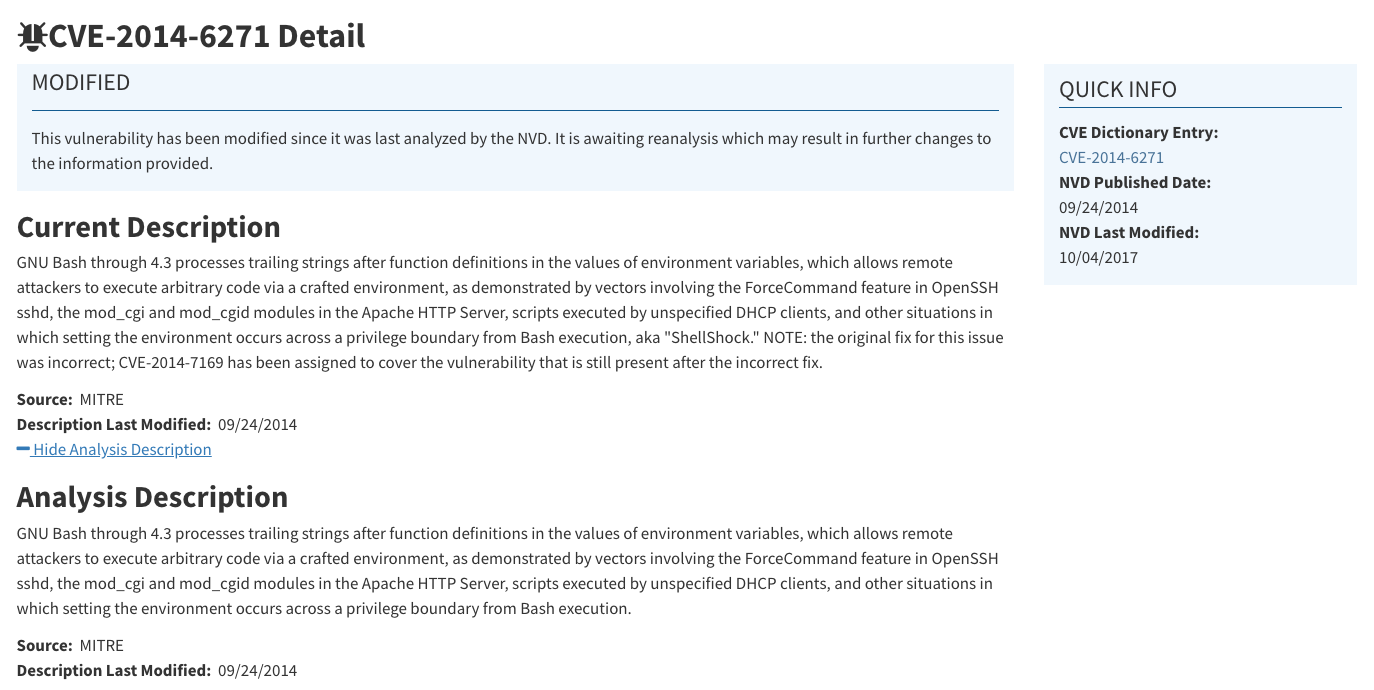 CVE-2014-6271 Detail
MODIFIED
This vulnerability has been modified since it was last analyzed by the NVD. It is awaiting reanalysis which may result in further changes to
the information provided.
Current Description
GNU Bash through 4.3 processes trailing strings after function definitions in the values of environment variables, which allows remote
attackers to execute arbitrary code via a crafted environment, as demonstrated by vectors involving the ForceCommand feature in OpenSSH
sshd, the mod_cgi and mod_cgid modules in the Apache HTTP Server, scripts executed by unspecified DHCP clients, and other situations in
which setting the environment occurs across a privilege boundary from Bash execution, aka "ShellShock." NOTE: the original fix for this issue
was incorrect; CVE-2014-7169 has been assigned to cover the vulnerability that is still present after the incorrect fix.
Source: MITRE
Description Last Modified: 09/24/2014
Hide Analysis Description
Analysis Description
GNU Bash through 4.3 processes trailing strings after function definitions in the values of environment variables, which allows remote
attackers to execute arbitrary code via a crafted environment, as demonstrated by vectors involving the ForceCommand feature in OpenSSH
sshd, the mod_cgi and mod_cgid modules in the Apache HTTP Server, scripts executed by unspecified DHCP clients, and other situations in
which setting the environment occurs across a privilege boundary from Bash execution.
Source: MITRE
Description Last Modified: 09/24/2014
QUICK INFO
CVE Dictionary Entry:
CVE-2014-6271
NVD Published Date:
09/24/2014
NVD Last Modified:
10/04/2017